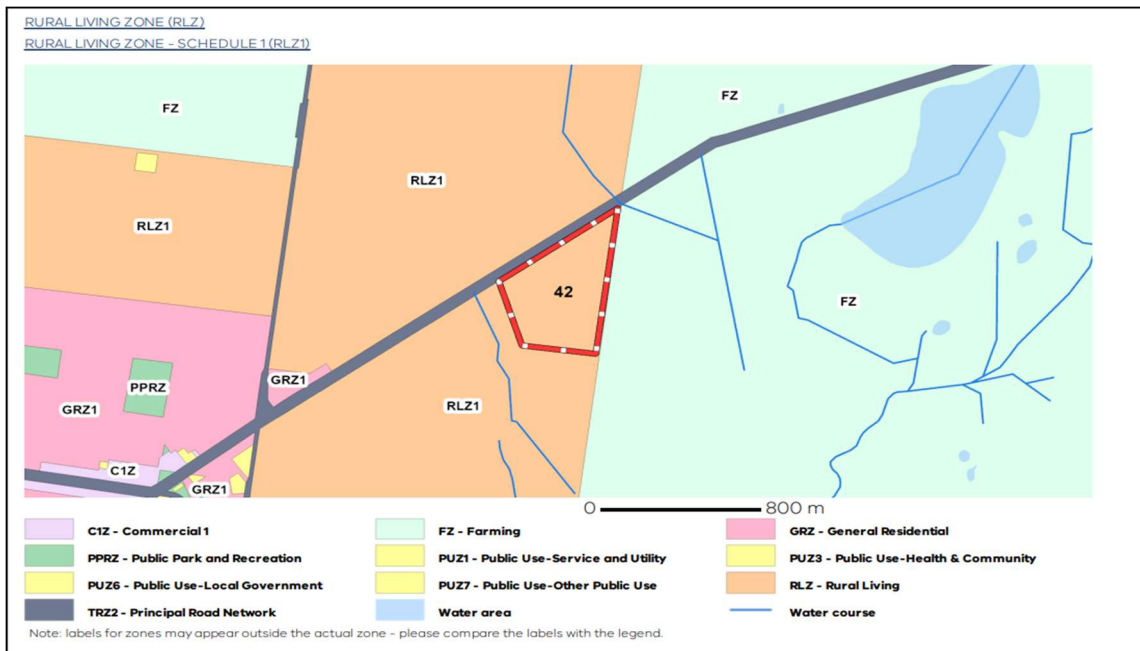 RURAL LIVING ZONE (RLZ)
RURAL LIVING ZONE - SCHEDULE 1 (RLZ1)
FZ
FZ
RLZ1
RLZ1
42
FZ
GRZ1
PPRZ
GRZ1
RLZ1
C1Z
GRZ1
0 800 m
C1Z - Commercial 1 FZ - Farming GRZ - General Residential
PPRZ - Public Park and Recreation PUZ1 - Public Use-Service and Utility PUZ3 - Public Use-Health & Community
PUZ6 - Public Use-Local Government PUZ7 - Public Use-Other Public Use RLZ - Rural Living
TRZ2 - Principal Road Network Water area Water course
Note: labels for zones may appear outside the actual zone - please compare the labels with the legend.